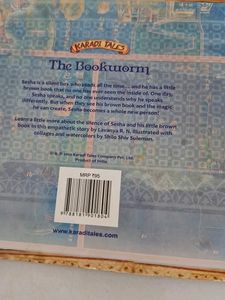 KARADI TALES
The Bookworm
Sesha is a silent boy who reads all the time... and he has a little
brown book that no one has ever seen the inside of. One day,
Sesha speaks, and no one understands why he speaks
differently. But when they see his brown book and the magic
he can create, Sesha becomes a whole new person!
Learn a little more about the silence of Sesha and his little brown
book in this empathetic story by Lavanya R. N. illustrated with
collages and watercolors by Shilo Shiv Suleman.
Karadi Tales Company Pvt. Ltd.
Product of India
MRP ₹95
9788181901804
www.karaditales.com